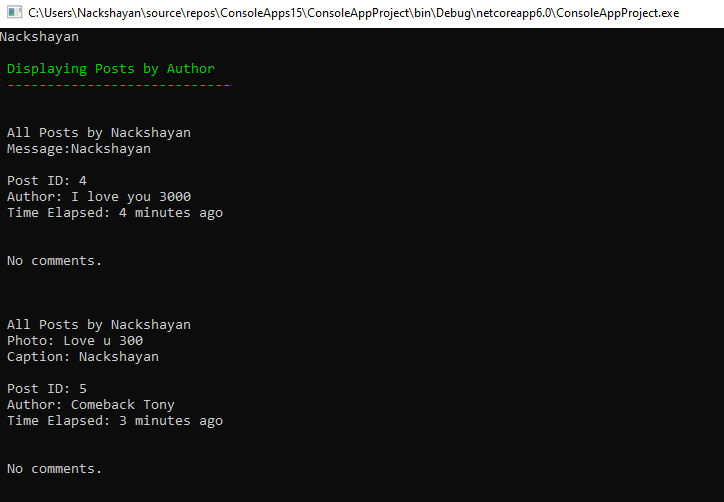 C:\Users\Nackshayan\source\repos\ConsoleApps15\ConsoleAppProject\bin\Debug\netcoreapp6.0\ConsoleAppProject.exe
Nackshayan
Displaying Posts by Author
----------------------------
All Posts by Nackshayan
Message:Nackshayan
Post ID: 4
Author: I love you 3000
Time Elapsed: 4 minutes ago
No comments.
All Posts by Nackshayan
Photo: Love u 300
Caption: Nackshayan
Post ID: 5
Author: Comeback Tony
Time Elapsed: 3 minutes ago
No comments.